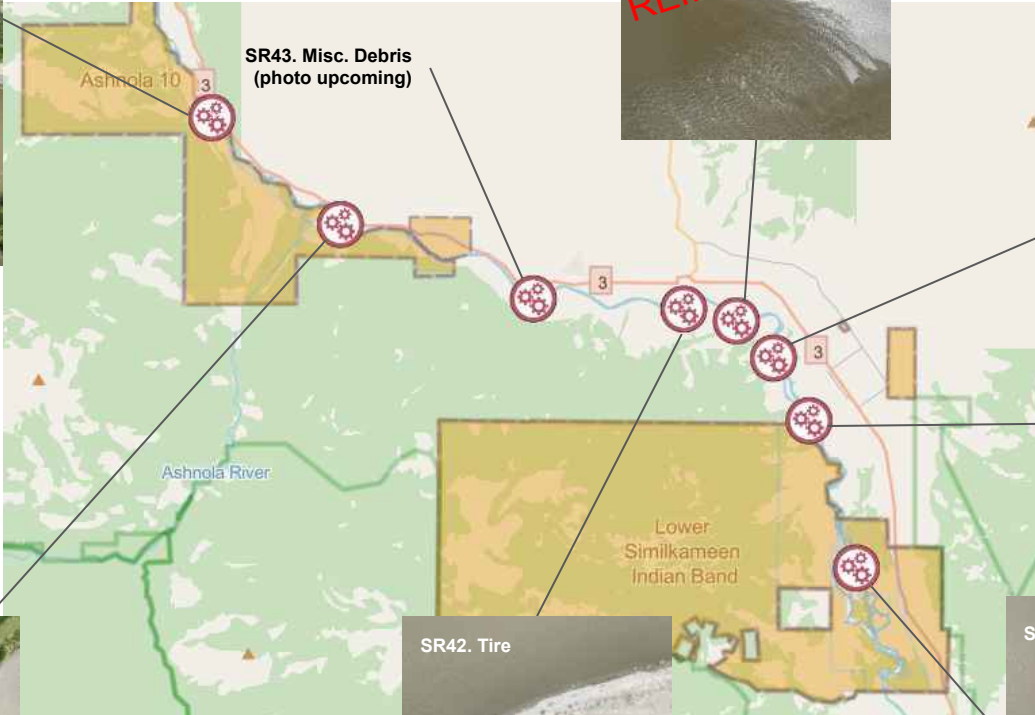 Ashnola 10
3
SR43. Misc. Debris
(photo upcoming)
3
3
Ashnola River
Lower
Similkameen
Indian Band
SR42. Tire